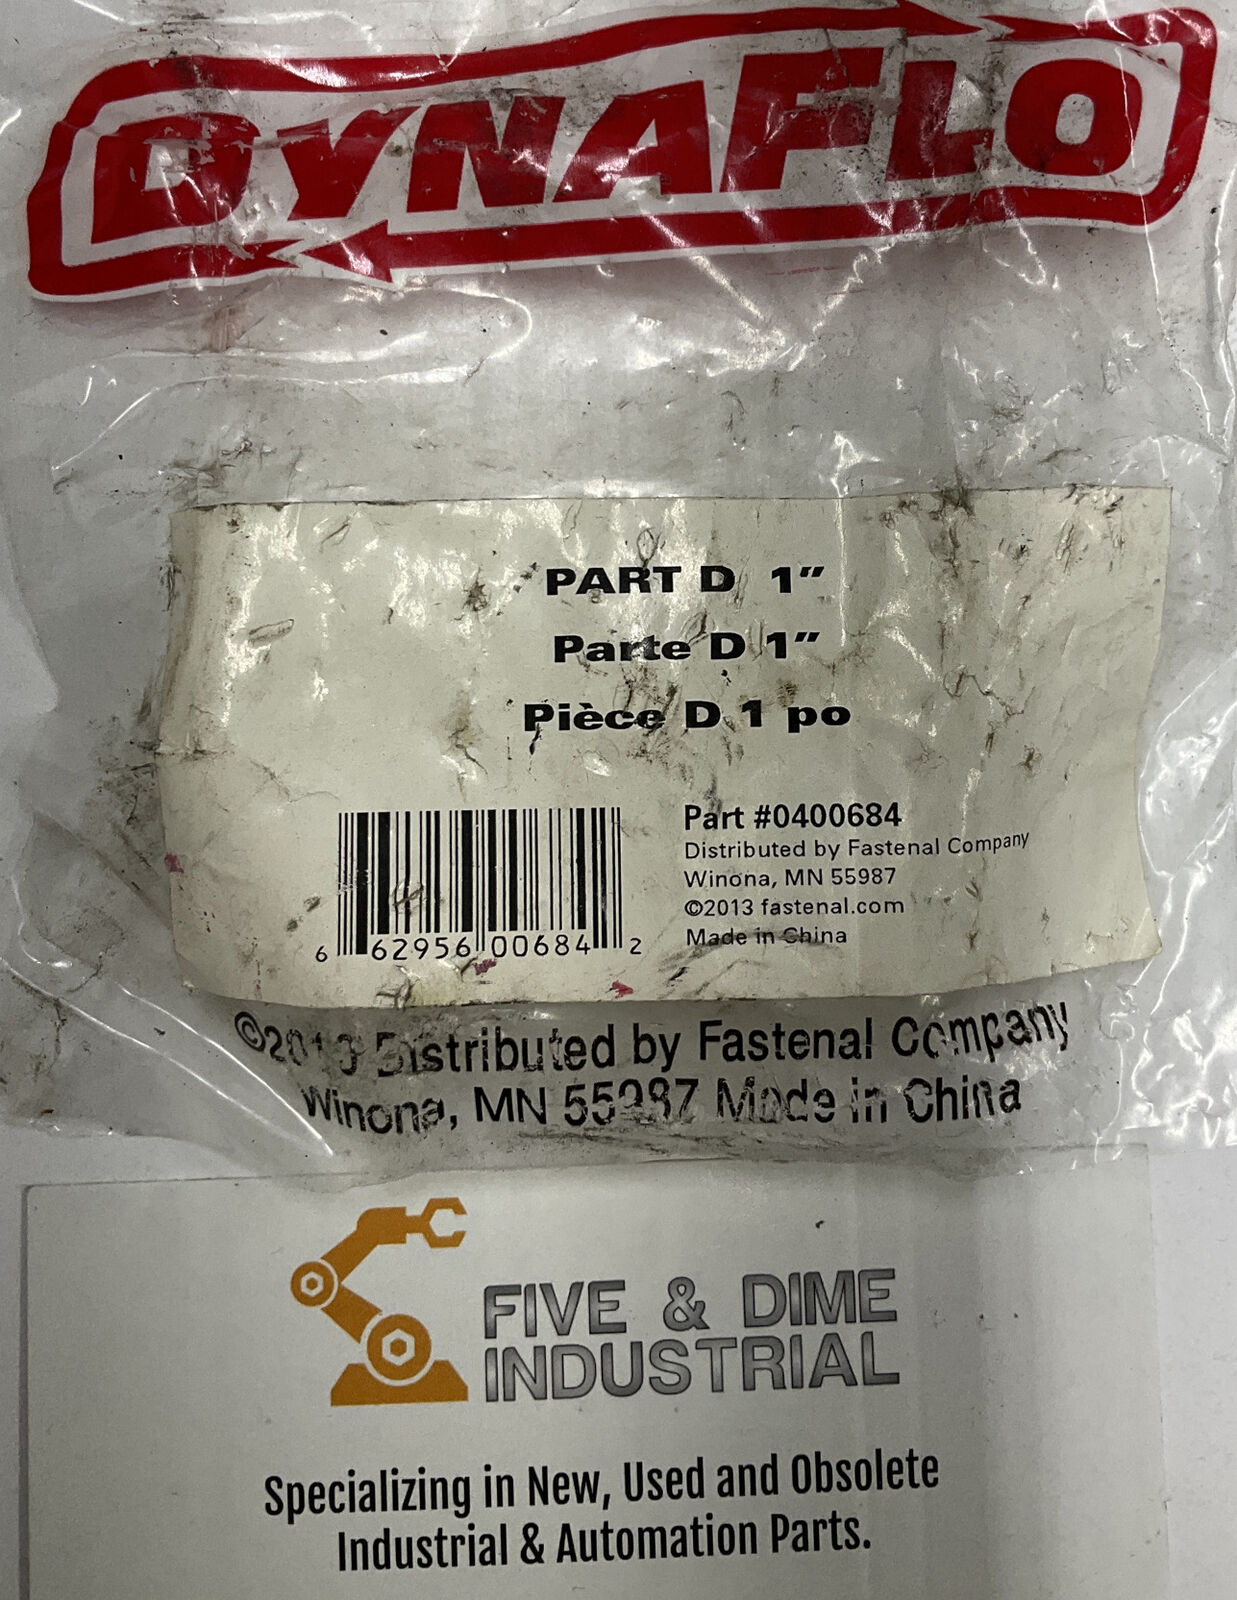 DYNAFLO
PART D 1"
Parte D 1"
Pièce D 1 po
Part #0400684
Distributed by Fastenal Company
Winona, MN 55987
©2013 fastenal.com
Made in China
6 62956 00684 2
©2013 Distributed by Fastenal Company
Winona, MN 55987 Made in China
FIVE & DIME
INDUSTRIAL
Specializing in New, Used and Obsolete
Industrial & Automation Parts.